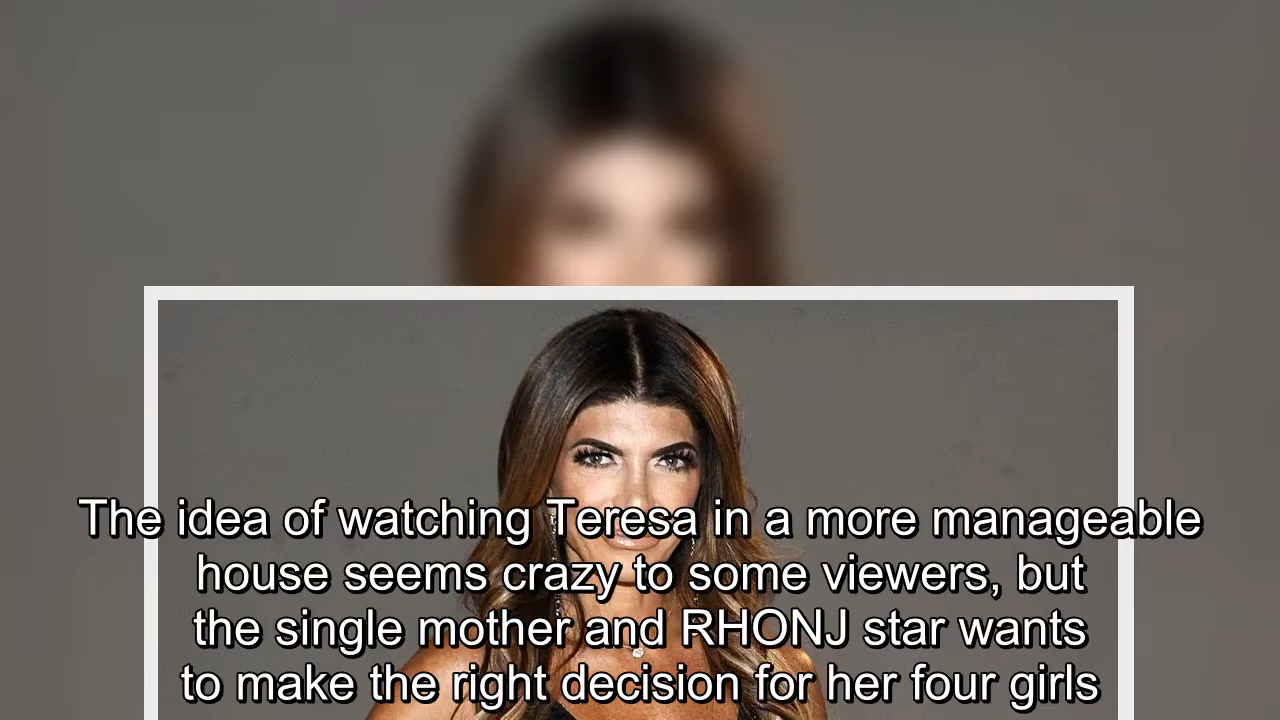 The idea of watching Teresa in a more manageable
house seems crazy to some viewers, but
the single mother and RHONJ star wants
to make the right decision for her four girls